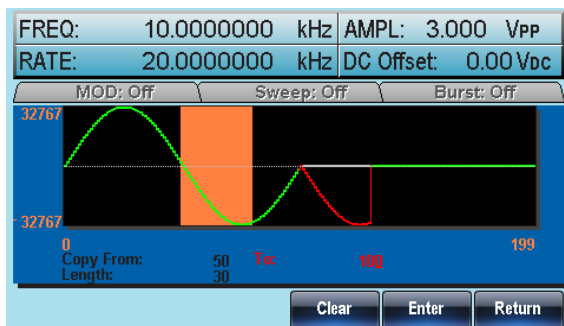 FREQ: 10.0000000 kHz AMPL: 3.000 VPP
RATE: 20.0000000 kHz DC Offset: 0.00 VDC
MOD: Off Sweep: Off Burst: Off
32767
- 32767
0 199
Copy From: 50 To: 100
Length: 30
Clear Enter Return